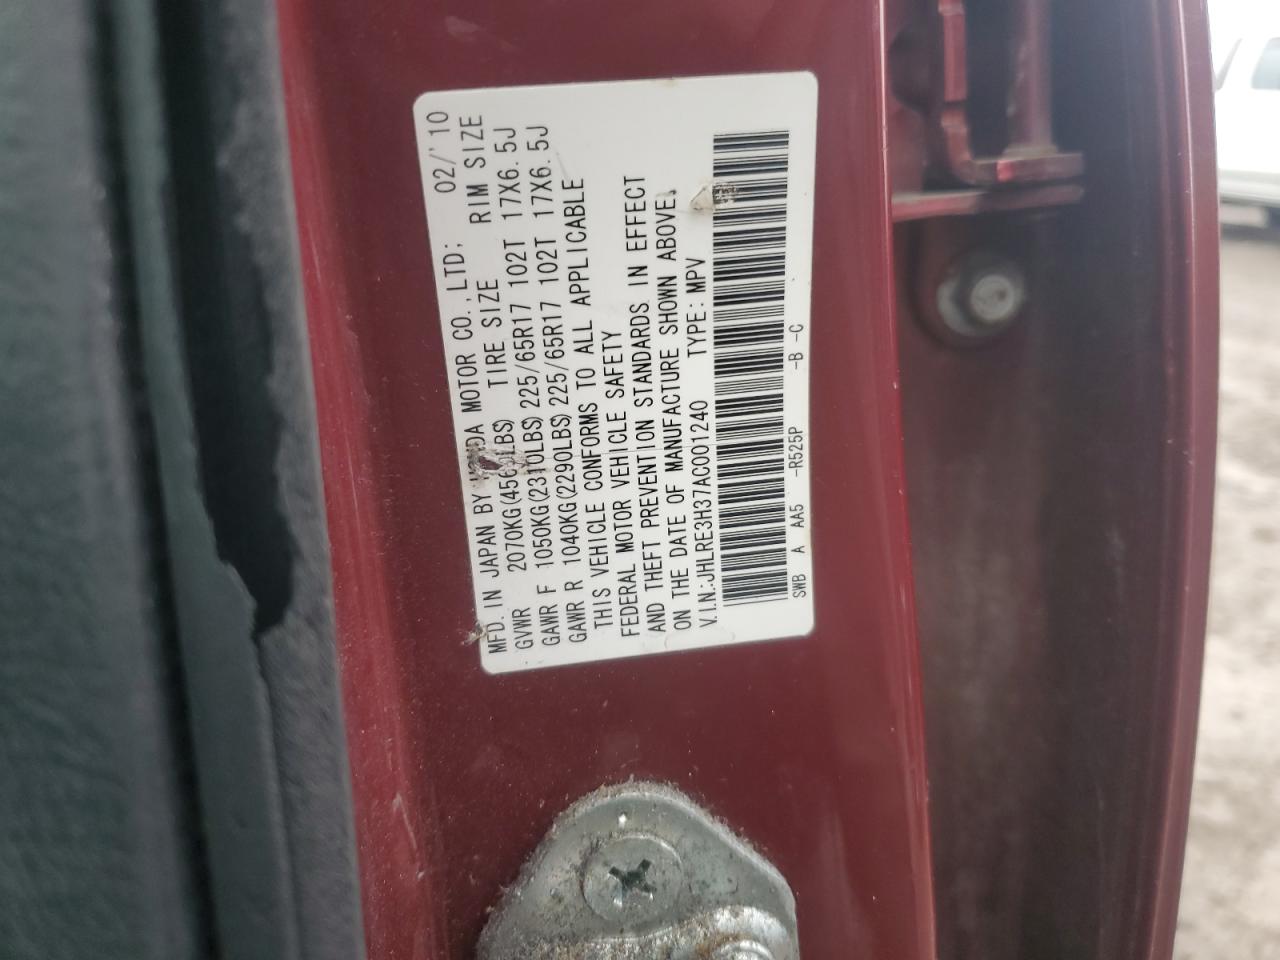 MFD. IN JAPAN BY MOTOR CO.,LTD; 02/'10
GVWR TIRE SIZE RIM SIZE
GAWR F 1050KG(2310LBS) 225/65R17 102T 17X6.5J
GAWR R 1040KG(2290LBS) 225/65R17 102T 17X6.5J
THIS VEHICLE CONFORMS TO ALL APPLICABLE
FEDERAL MOTOR VEHICLE SAFETY
AND THEFT PREVENTION STANDARDS IN EFFECT
ON THE DATE OF MANUFACTURE SHOWN ABOVE.
V.I.N.:JHLRE3H37AC001240 TYPE: MPV
SWB A AA5 -R525P -B -C